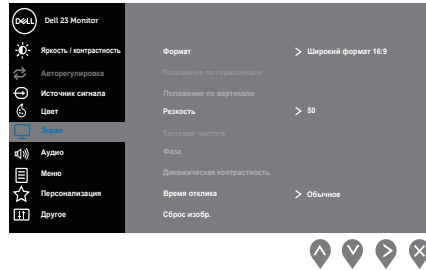 DELL Dell 23 Monitor
Яркость / контрастность
Формат
Широкий формат 16:9
Авторегулировка
Положение по горизонтали
Источник сигнала
Положение по вертикали
Цвет
Резкость
50
Экран
Тактовая частота
Аудио
Фаза
Меню
Динамическая контрастность
Персонализация
Время отклика
Обычное
Другое
Сброс изобр.